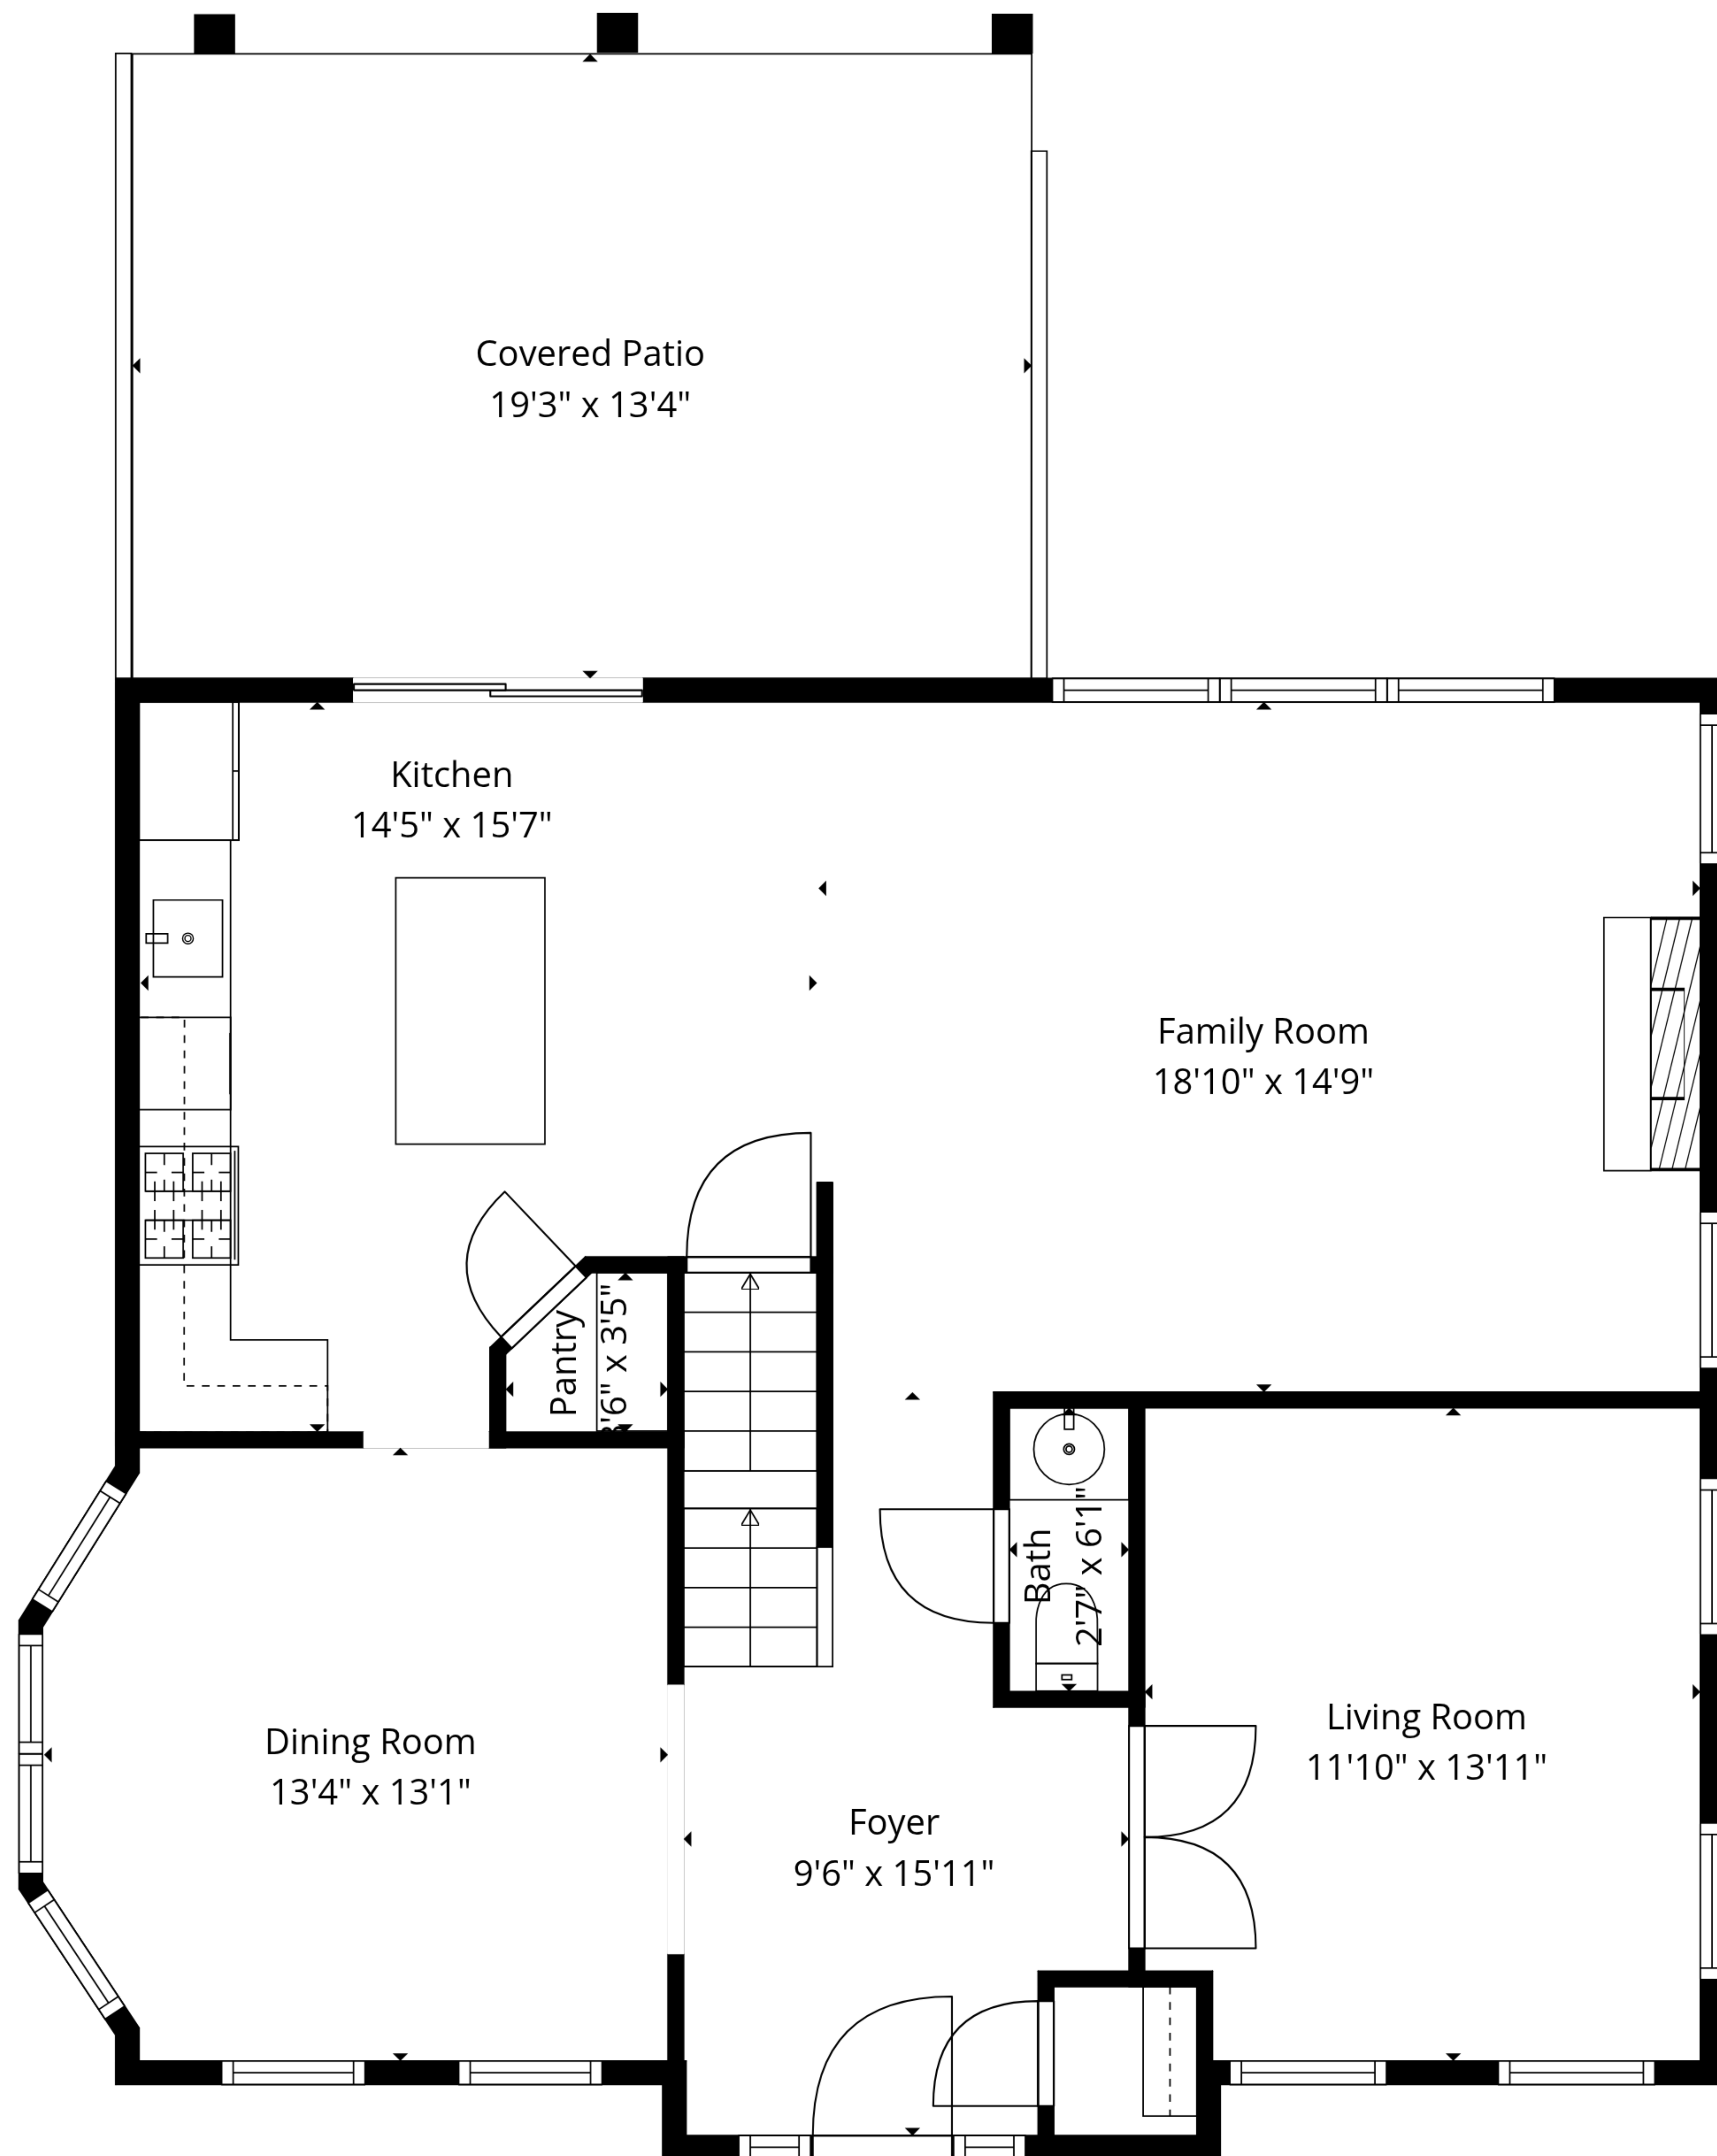 Covered Patio
19'3" x 13'4"
Kitchen
14'5" x 15'7"
Family Room
18'10" x 14'9"
Pantry
3'6" x 3'5"
Bath
2'7" x 6'1"
Dining Room
13'4" x 13'1"
Living Room
11'10" x 13'11"
Foyer
9'6" x 15'11"